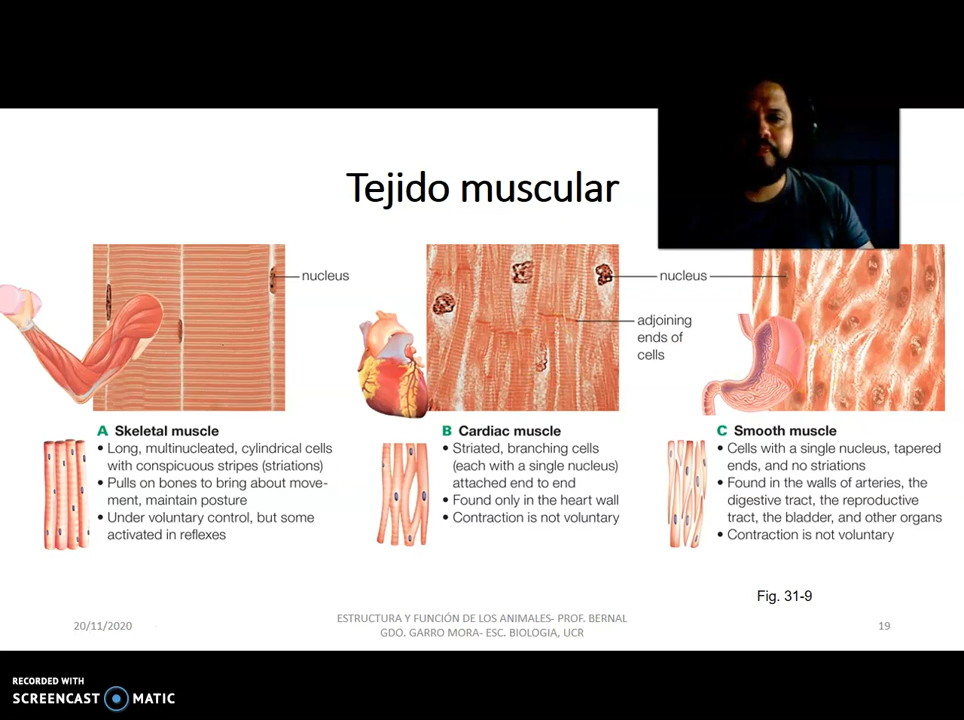 Tejido muscular
nucleus
nucleus
adjoining
ends of
cells
A Skeletal muscle
• Long, multinucleated, cylindrical cells
with conspicuous stripes (striations)
• Pulls on bones to bring about move-
ment, maintain posture
• Under voluntary control, but some
activated in reflexes
B Cardiac muscle
• Striated, branching cells
(each with a single nucleus)
attached end to end
• Found only in the heart wall
• Contraction is not voluntary
C Smooth muscle
• Cells with a single nucleus, tapered
ends, and no striations
• Found in the walls of arteries, the
digestive tract, the reproductive
tract, the bladder, and other organs
• Contraction is not voluntary
Fig. 31-9
20/11/2020
ESTRUCTURA Y FUNCIÓN DE LOS ANIMALES- PROF. BERNAL
GDO. GARRO MORA- ESC. BIOLOGIA, UCR
19
RECORDED WITH
SCREENCAST MATIC